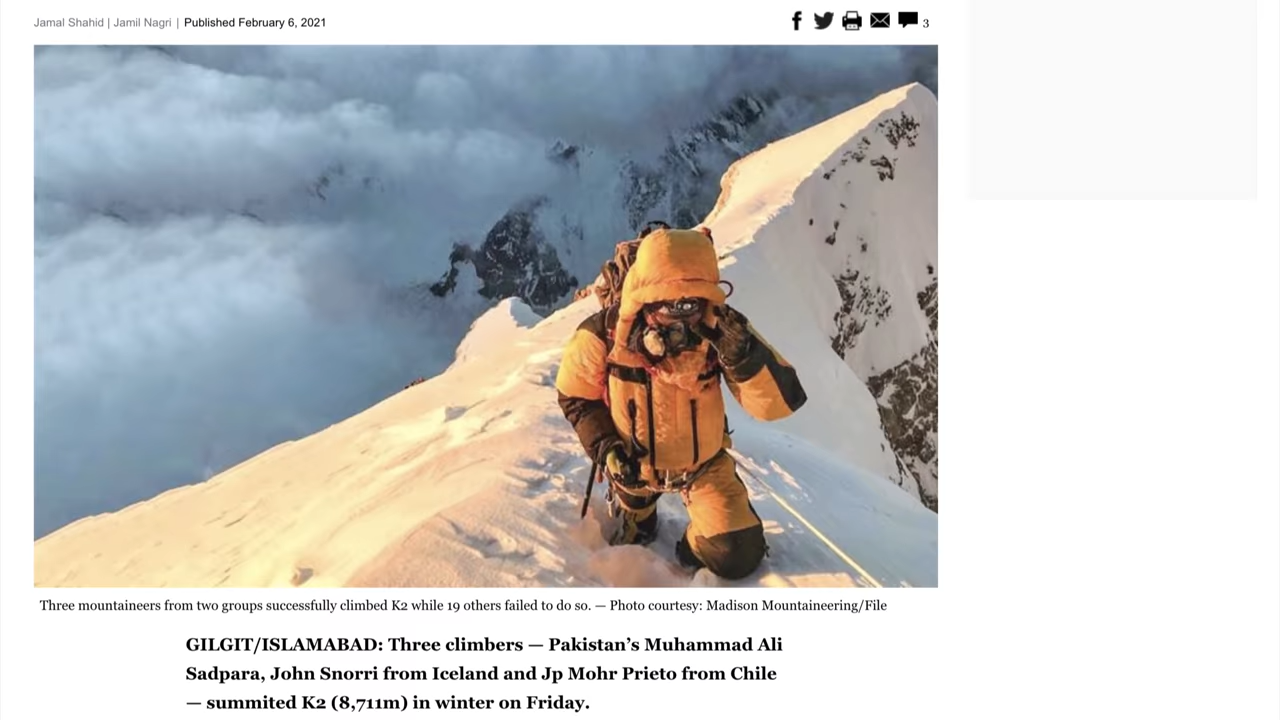 Jamal Shahid | Jamil Nagri | Published February 6, 2021
3
Three mountaineers from two groups successfully climbed K2 while 19 others failed to do so. — Photo courtesy: Madison Mountaineering/File
GILGIT/ISLAMABAD: Three climbers — Pakistan’s Muhammad Ali
Sadpara, John Snorri from Iceland and Jp Mohr Prieto from Chile
— summited K2 (8,711m) in winter on Friday.